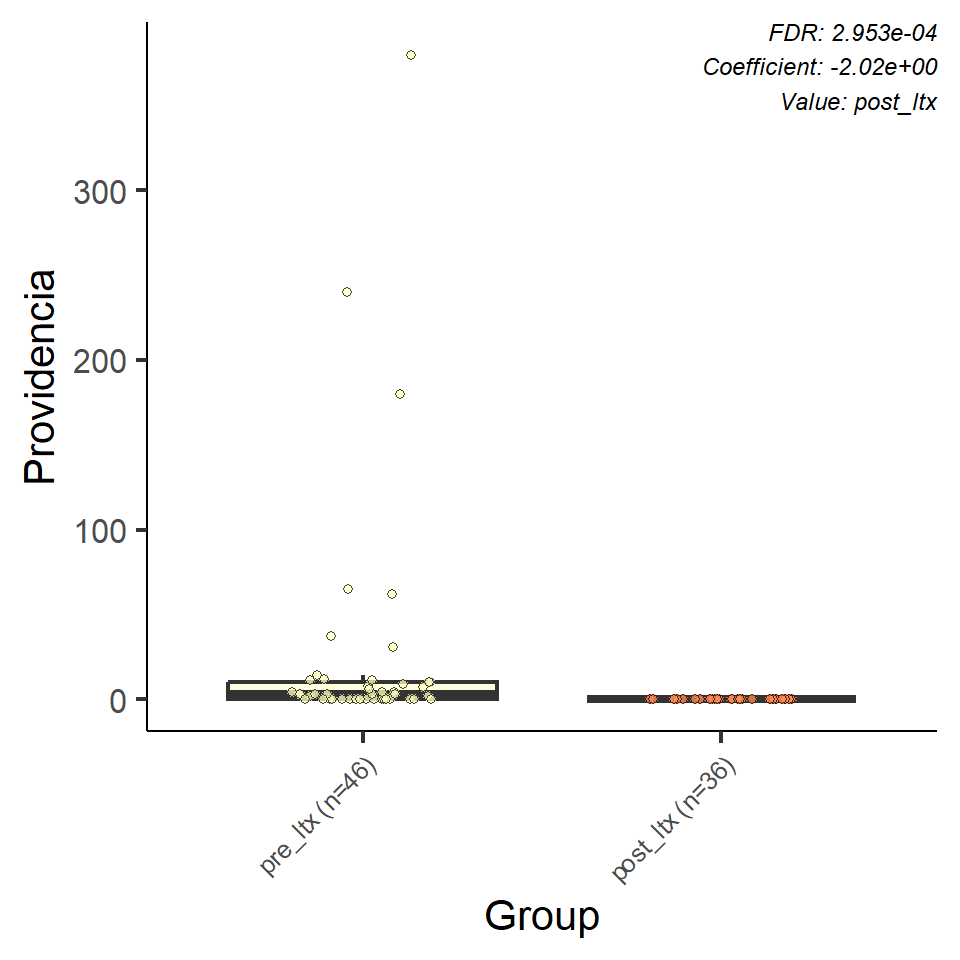 FDR: 2.953e-04
Coefficient: -2.02e+00
Value: post_ltx
Providencia
300
200
100
0
pre_ltx (n=46)
post_ltx (n=36)
Group